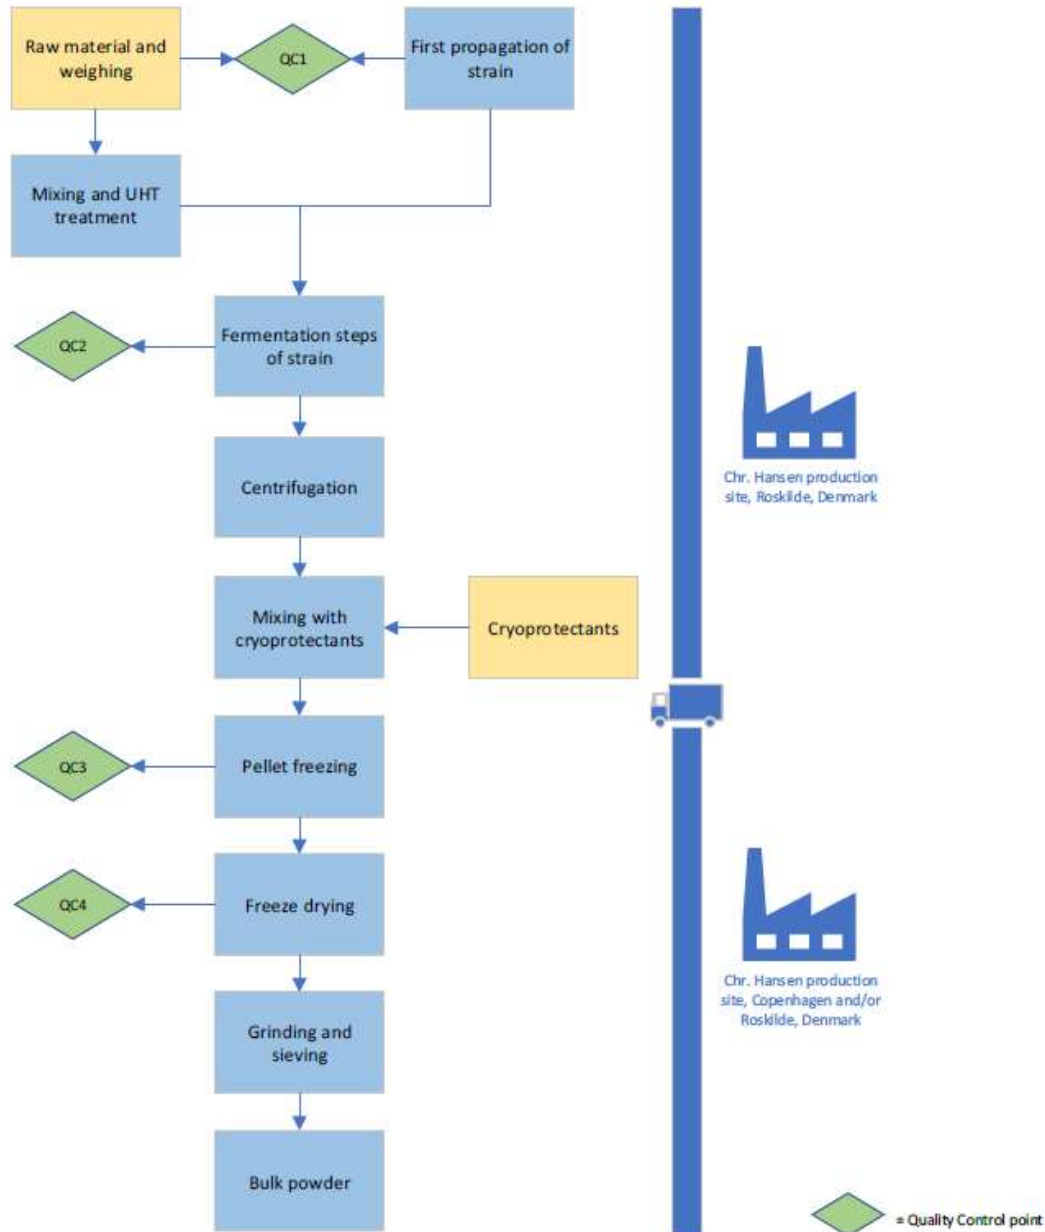 Raw material and
weighing
QC1
First propagation of
strain
Mixing and UHT
treatment
QC2
Fermentation steps
of strain
Chr. Hansen production
site, Roskilde, Denmark
Centrifugation
Mixing with
cryoprotectants
Cryoprotectants
QC3
Pellet freezing
QC4
Freeze drying
Chr. Hansen production
site, Copenhagen and/or
Roskilde, Denmark
Grinding and
sieving
Bulk powder
= Quality Control point